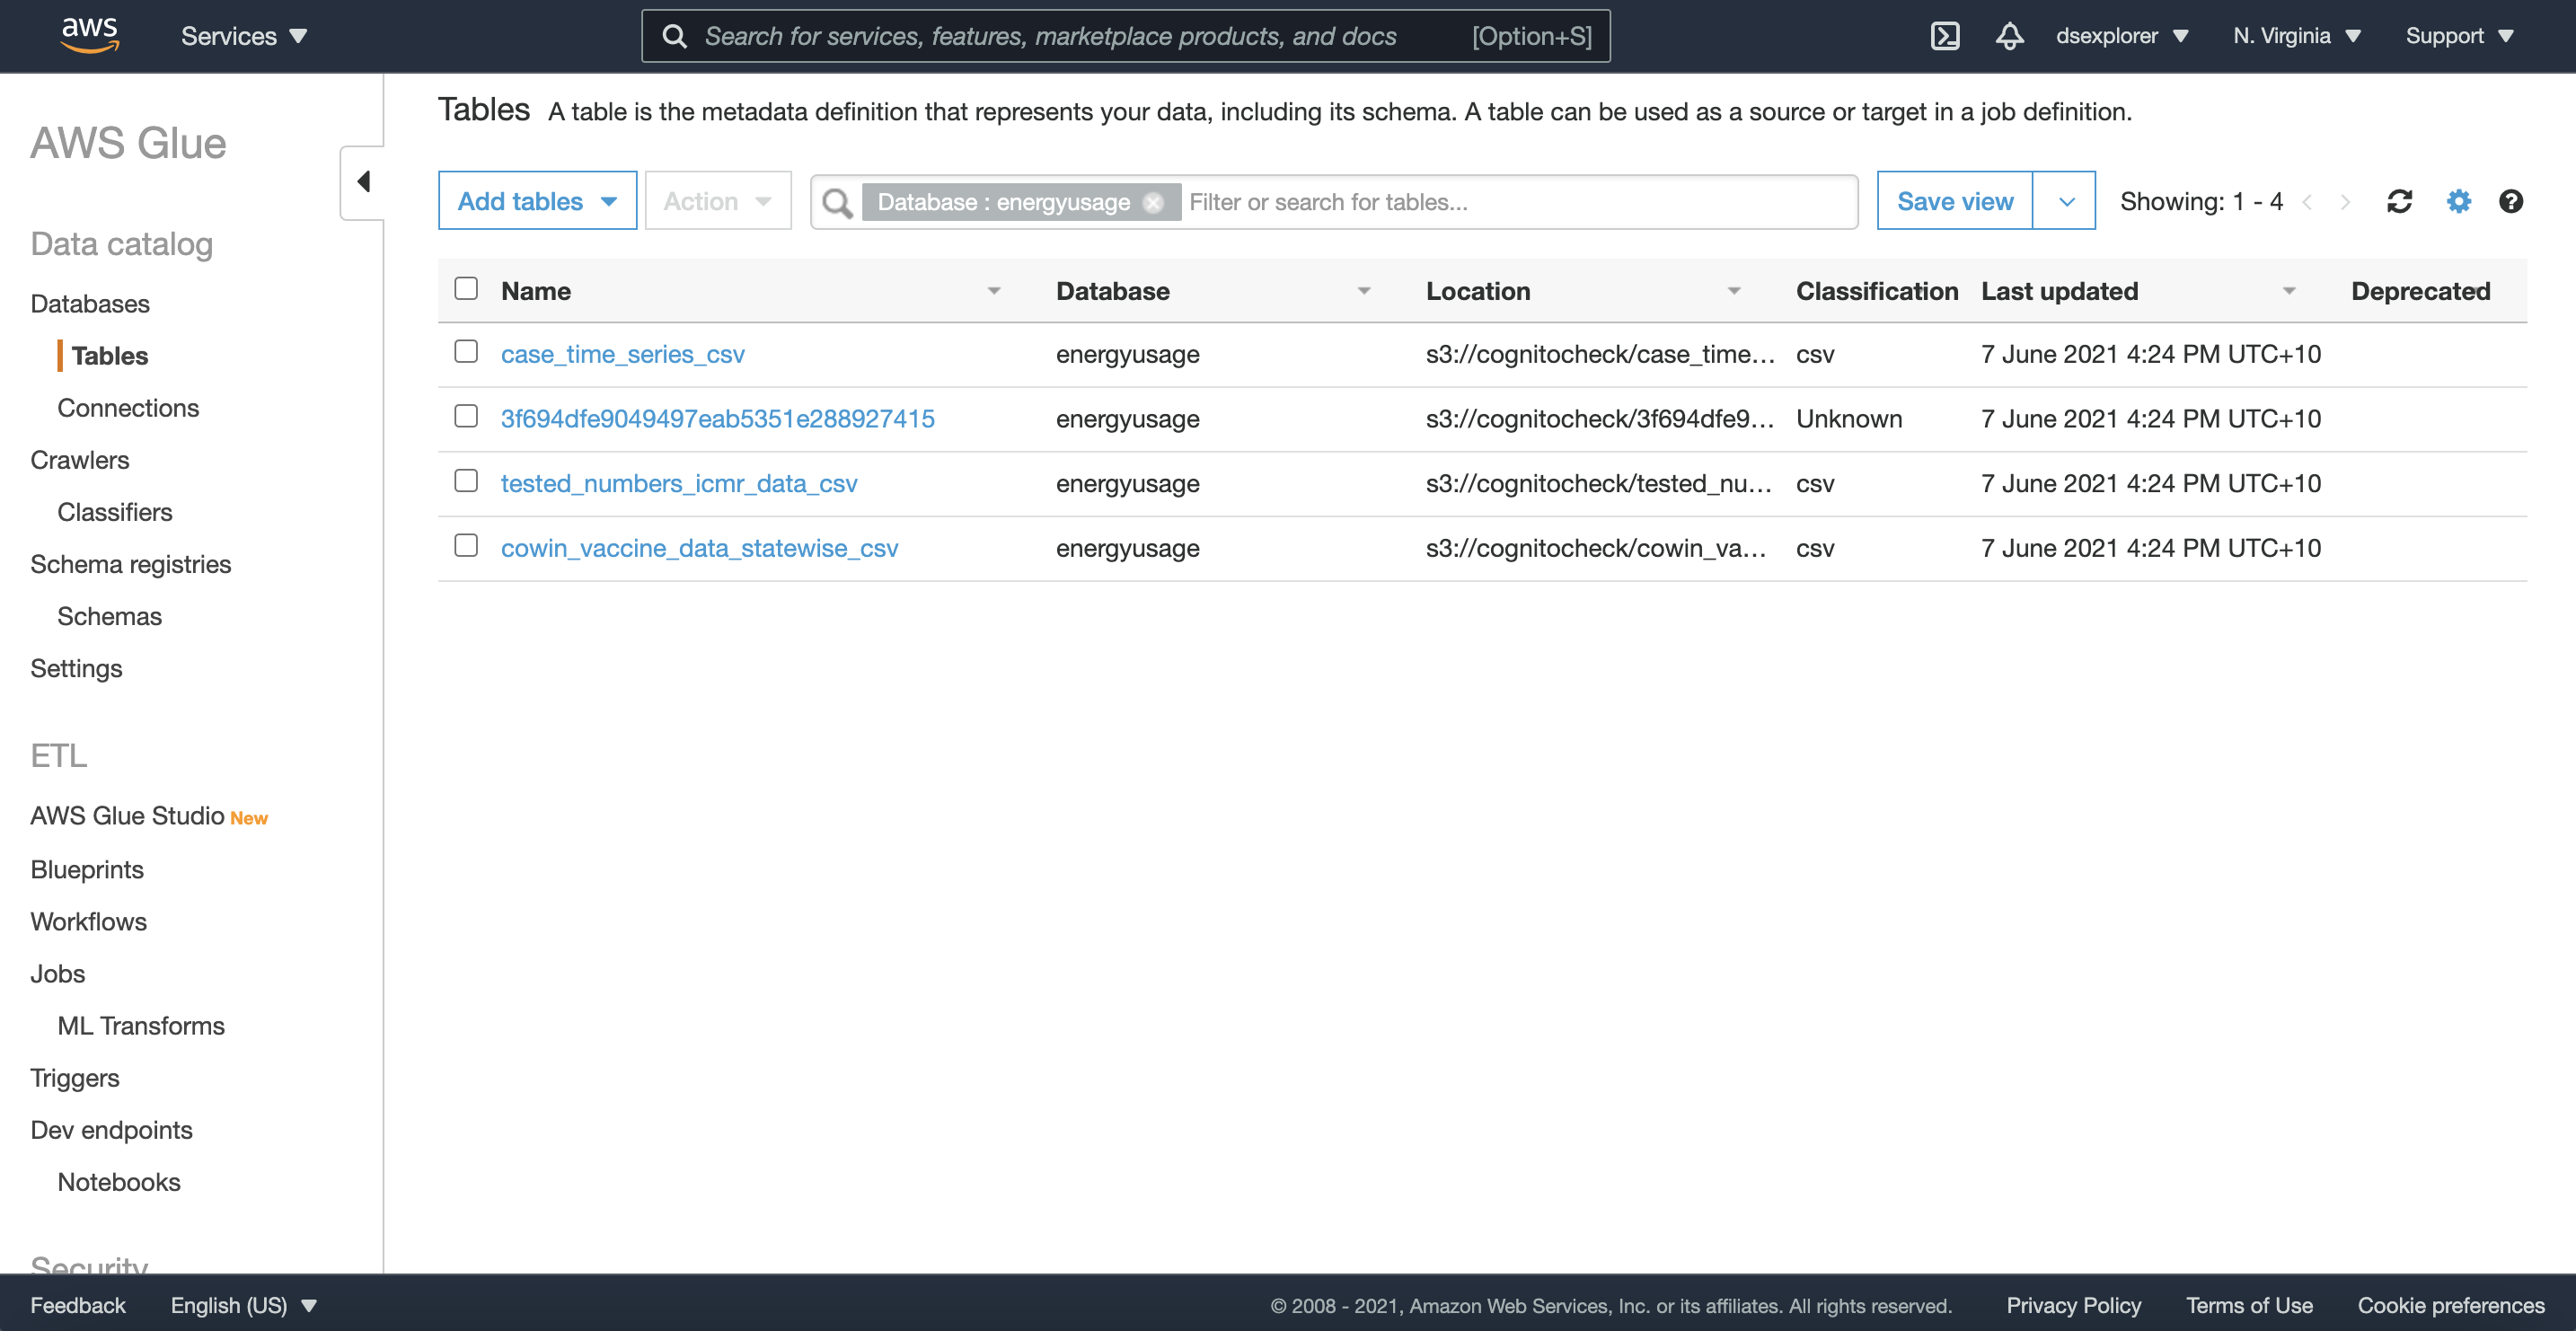 aws Services Search for services, features, marketplace products, and docs [Option+S] dsexplorer N. Virginia Support
AWS Glue
Data catalog
Databases
Tables
Connections
Crawlers
Classifiers
Schema registries
Schemas
Settings
ETL
AWS Glue Studio New
Blueprints
Workflows
Jobs
ML Transforms
Triggers
Dev endpoints
Notebooks
Security
Tables A table is the metadata definition that represents your data, including its schema. A table can be used as a source or target in a job definition.
Add tables Action Database : energyusage Filter or search for tables... Save view Showing: 1 - 4
Name Database Location Classification Last updated Deprecated
case_time_series_csv energyusage s3://cognitocheck/case_time... csv 7 June 2021 4:24 PM UTC+10
3f694dfe9049497eab5351e288927415 energyusage s3://cognitocheck/3f694dfe9... Unknown 7 June 2021 4:24 PM UTC+10
tested_numbers_icmr_data_csv energyusage s3://cognitocheck/tested_nu... csv 7 June 2021 4:24 PM UTC+10
cowin_vaccine_data_statewise_csv energyusage s3://cognitocheck/cowin_va... csv 7 June 2021 4:24 PM UTC+10
Feedback English (US) © 2008 - 2021, Amazon Web Services, Inc. or its affiliates. All rights reserved. Privacy Policy Terms of Use Cookie preferences